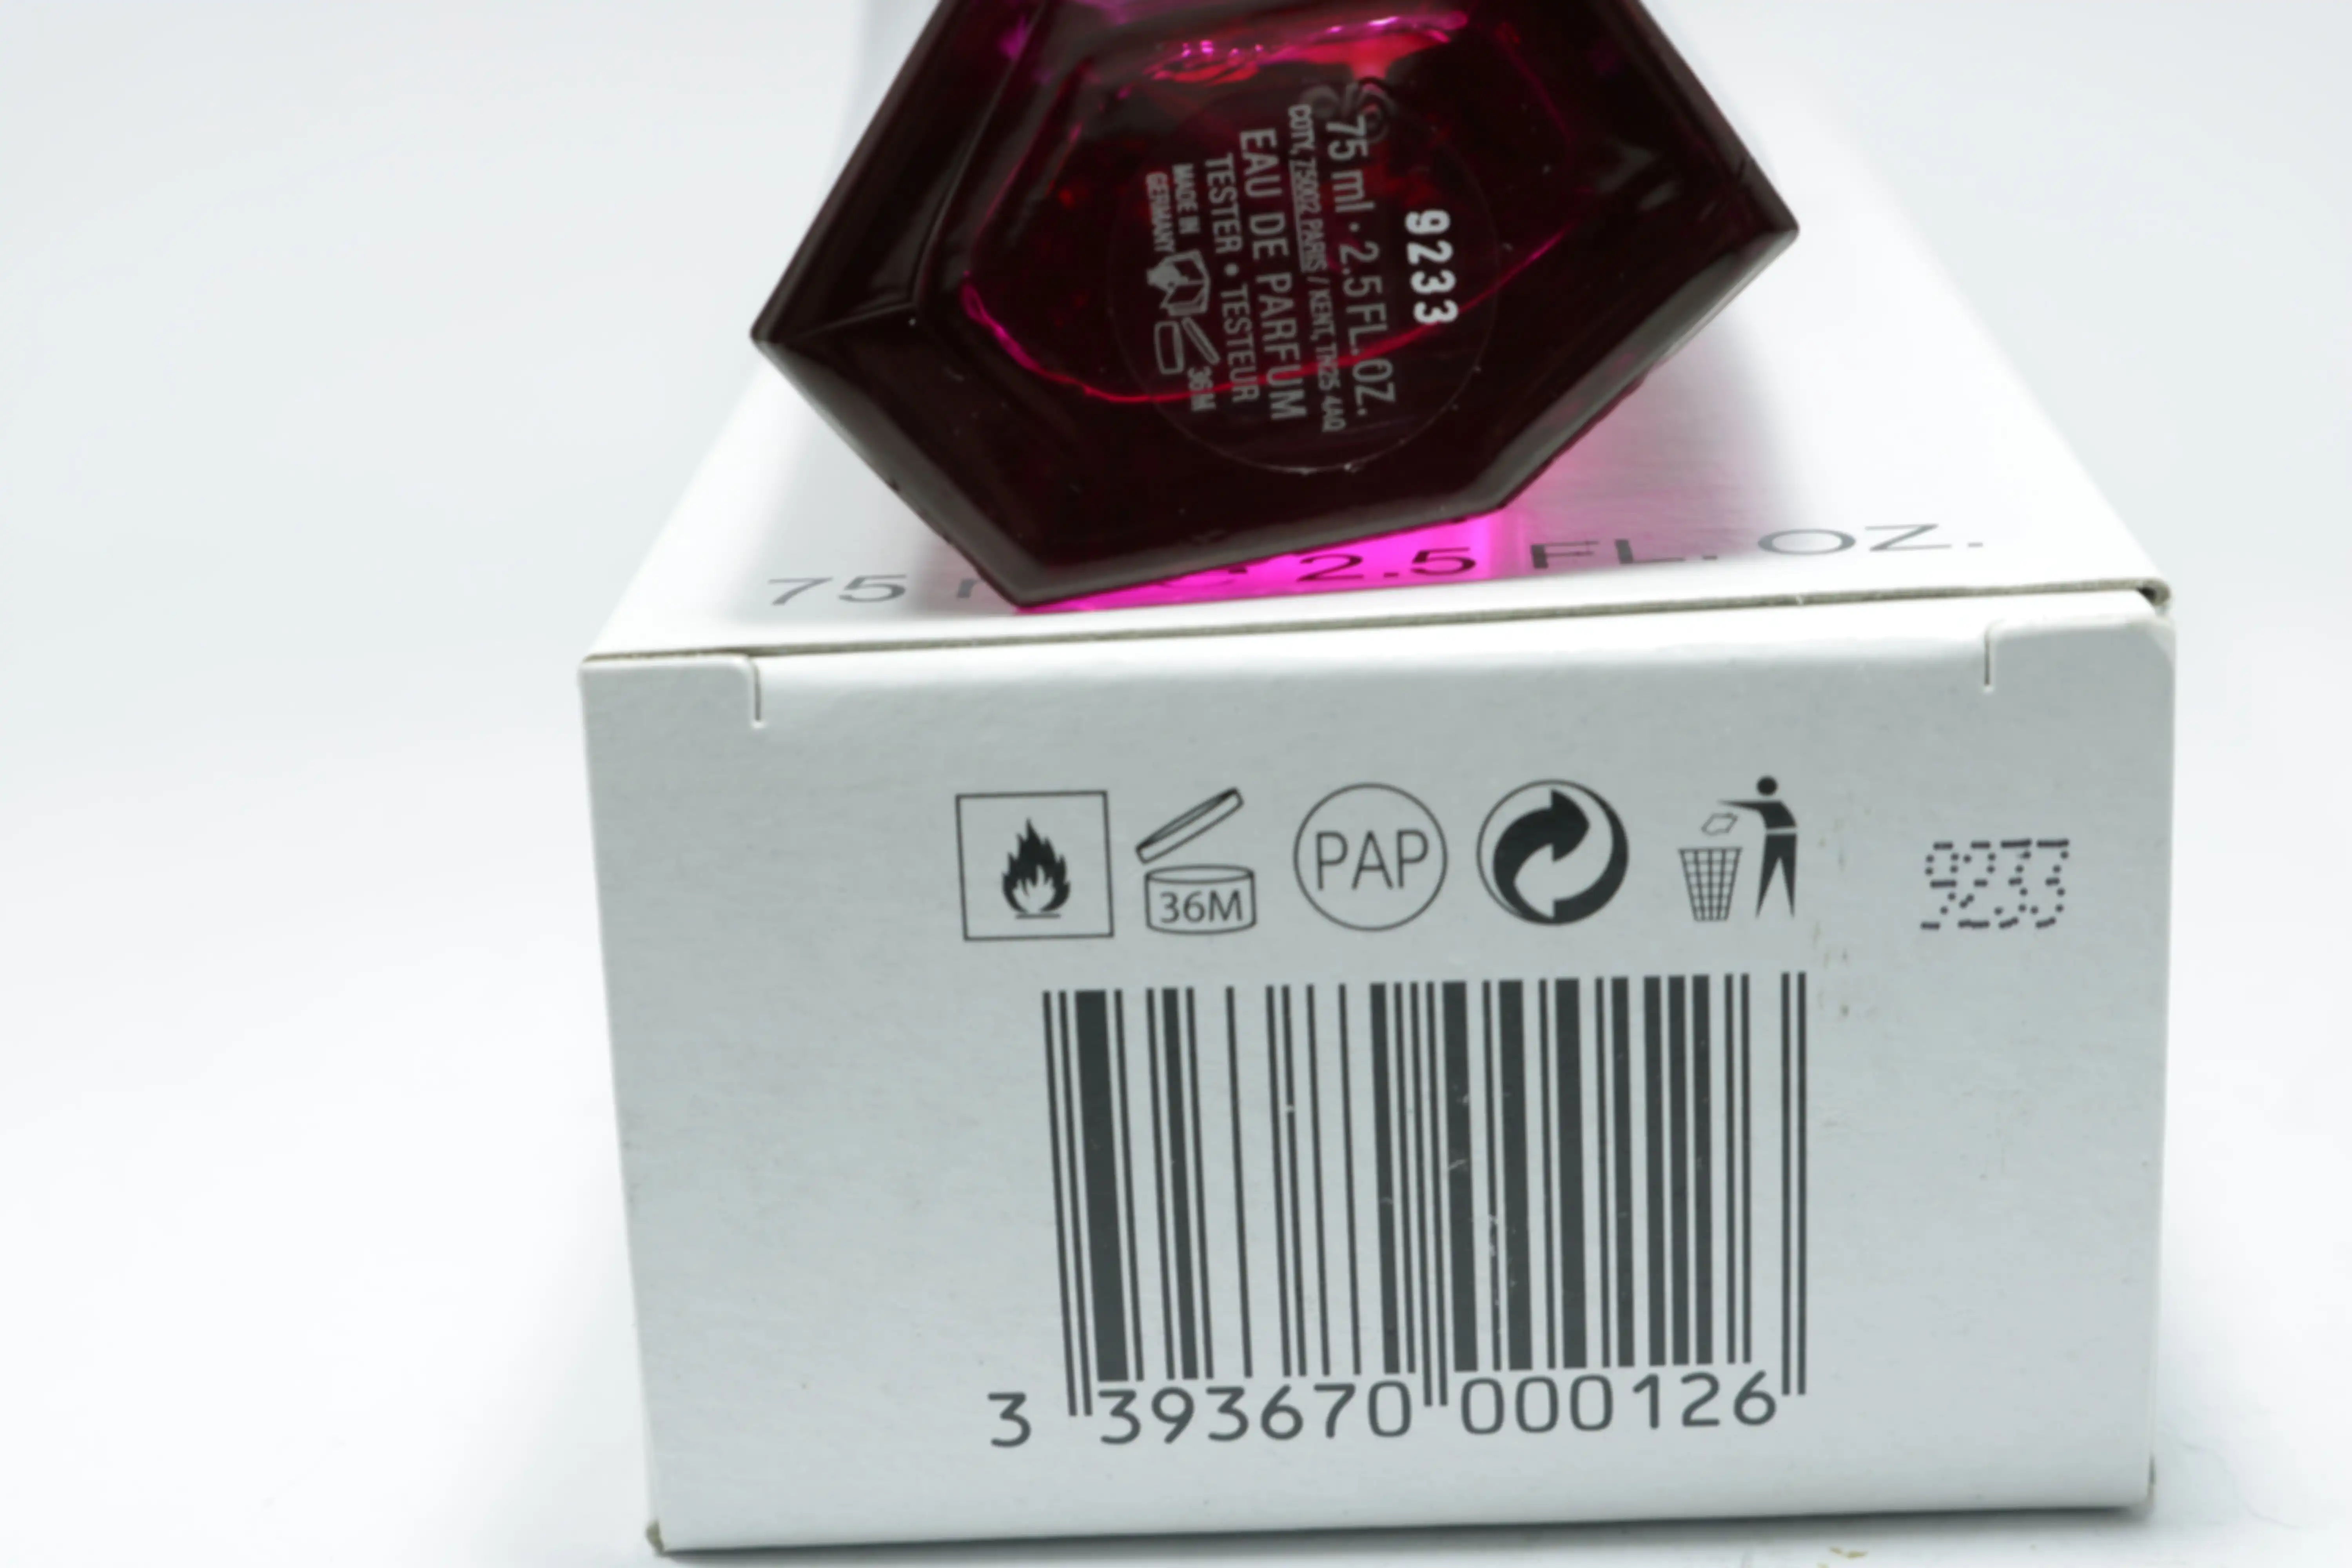 9233
75 ml · 2.5 FL. OZ.
COTY, 75002 PARIS / KENT, TN25 4AQ
EAU DE PARFUM
TESTER • TESTEUR
MADE IN
GERMANY
36M
75 2.5 FL. OZ.
36M
PAP
9233
3 393670 000126